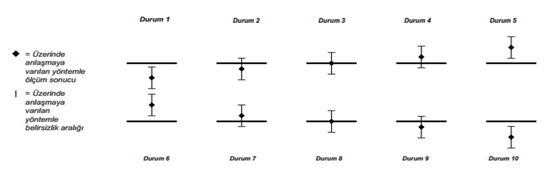 Durum 1
Durum 2
Durum 3
Durum 4
Durum 5
= Üzerinde
anlaşmaya
varılan yöntemle
ölçüm sonucu
= Üzerinde
anlaşmaya
varılan
yöntemle
belirsizlik aralığı
Durum 6
Durum 7
Durum 8
Durum 9
Durum 10